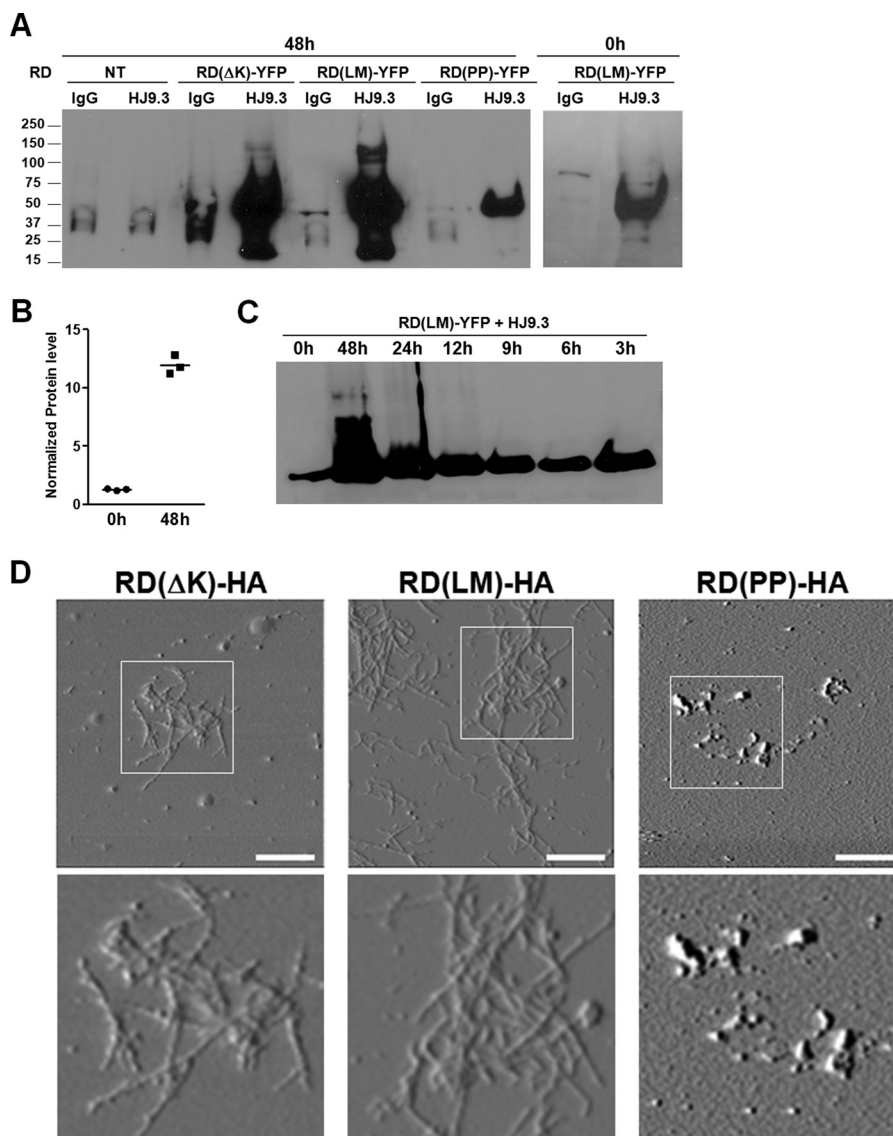 A
48h
0h
RD
NT
RD(ΔK)-YFP
RD(LM)-YFP
RD(PP)-YFP
RD(LM)-YFP
IgG HJ9.3 IgG HJ9.3 IgG HJ9.3 IgG HJ9.3 IgG HJ9.3
250
150
100
75
50
37
25
15
B
Normalized Protein level
15
10
5
0
0h 48h
C
RD(LM)-YFP + HJ9.3
0h 48h 24h 12h 9h 6h 3h
D
RD(ΔK)-HA RD(LM)-HA RD(PP)-HA